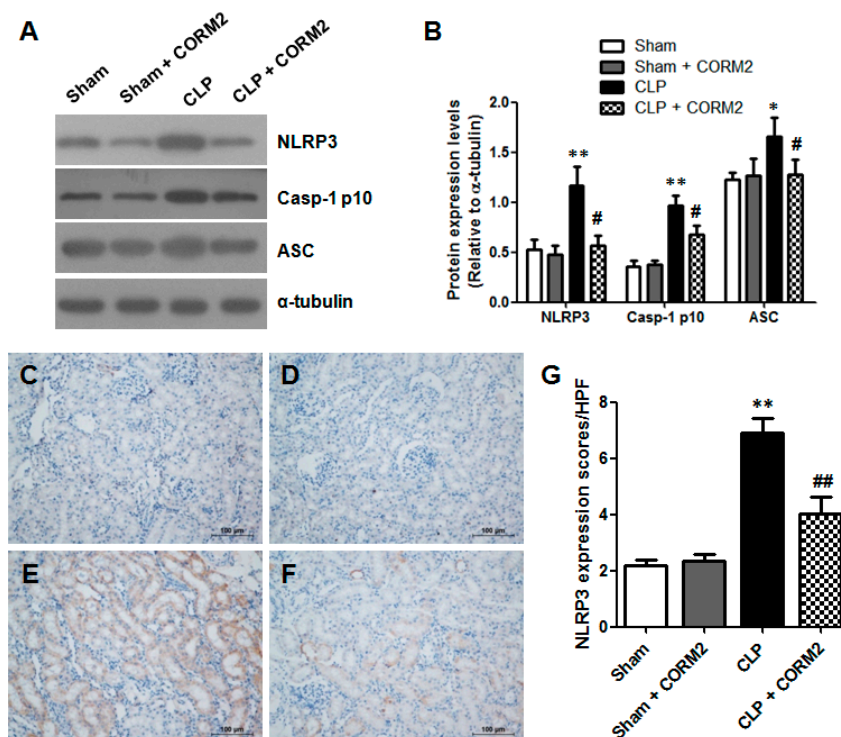 A
Sham
Sham + CORM2
CLP
CLP + CORM2
NLRP3
Casp-1 p10
ASC
α-tubulin
B
Sham
Sham + CORM2
CLP
CLP + CORM2
Protein expression levels
(Relative to α-tubulin)
2.0
1.5
1.0
0.5
0.0
**
#
**
#
*
#
NLRP3
Casp-1 p10
ASC
C
100 μm
D
100 μm
E
100 μm
F
100 μm
G
NLRP3 expression scores/HPF
8
6
4
2
0
**
##
Sham
Sham + CORM2
CLP
CLP + CORM2